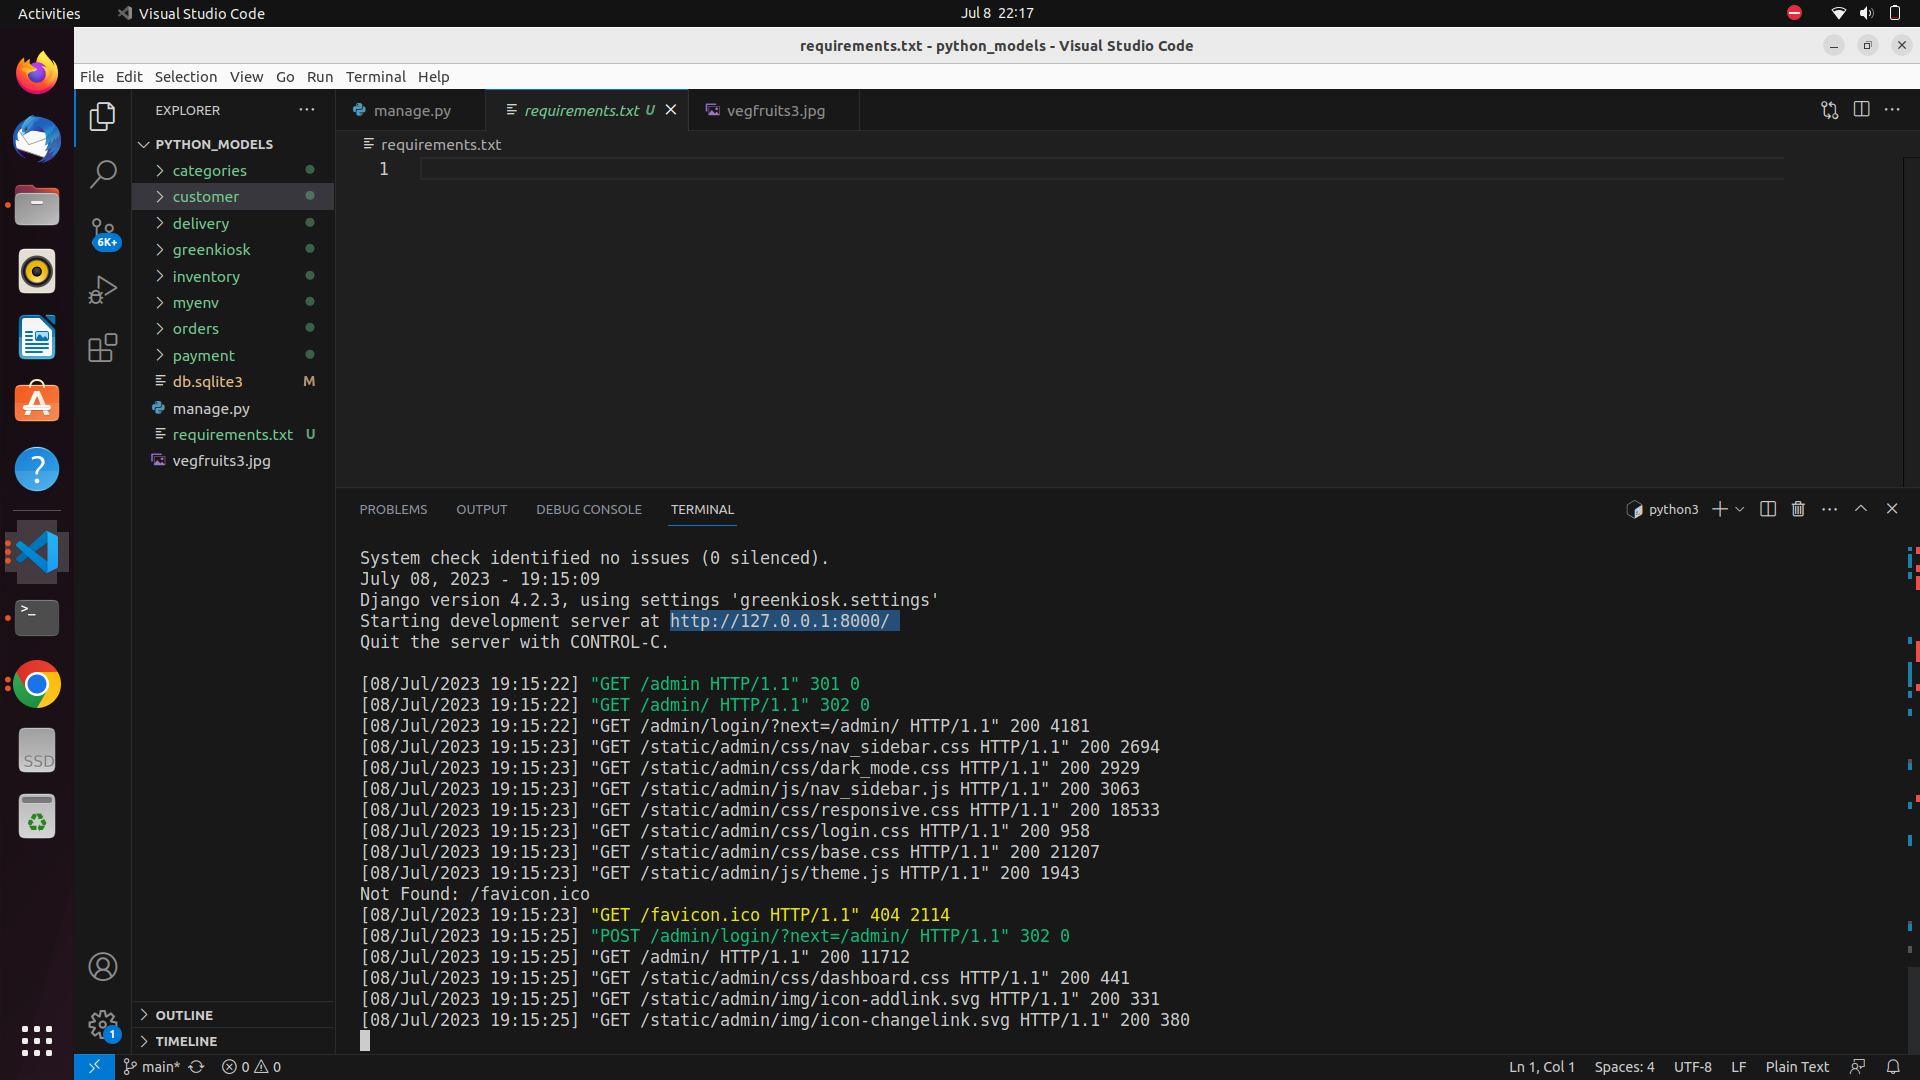 Activities
Visual Studio Code
Jul 8 22:17
requirements.txt - python_models - Visual Studio Code
File Edit Selection View Go Run Terminal Help
EXPLORER
manage.py
requirements.txt U
vegfruits3.jpg
PYTHON_MODELS
requirements.txt
1
categories
customer
delivery
greenkiosk
inventory
myenv
orders
payment
db.sqlite3 M
manage.py
requirements.txt U
vegfruits3.jpg
6K+
PROBLEMS OUTPUT DEBUG CONSOLE TERMINAL
python3
System check identified no issues (0 silenced).
July 08, 2023 - 19:15:09
Django version 4.2.3, using settings 'greenkiosk.settings'
Starting development server at http://127.0.0.1:8000/
Quit the server with CONTROL-C.
[08/Jul/2023 19:15:22] "GET /admin HTTP/1.1" 301 0
[08/Jul/2023 19:15:22] "GET /admin/ HTTP/1.1" 302 0
[08/Jul/2023 19:15:22] "GET /admin/login/?next=/admin/ HTTP/1.1" 200 4181
[08/Jul/2023 19:15:23] "GET /static/admin/css/nav_sidebar.css HTTP/1.1" 200 2694
[08/Jul/2023 19:15:23] "GET /static/admin/css/dark_mode.css HTTP/1.1" 200 2929
[08/Jul/2023 19:15:23] "GET /static/admin/js/nav_sidebar.js HTTP/1.1" 200 3063
[08/Jul/2023 19:15:23] "GET /static/admin/css/responsive.css HTTP/1.1" 200 18533
[08/Jul/2023 19:15:23] "GET /static/admin/css/login.css HTTP/1.1" 200 958
[08/Jul/2023 19:15:23] "GET /static/admin/css/base.css HTTP/1.1" 200 21207
[08/Jul/2023 19:15:23] "GET /static/admin/js/theme.js HTTP/1.1" 200 1943
Not Found: /favicon.ico
[08/Jul/2023 19:15:23] "GET /favicon.ico HTTP/1.1" 404 2114
[08/Jul/2023 19:15:25] "POST /admin/login/?next=/admin/ HTTP/1.1" 302 0
[08/Jul/2023 19:15:25] "GET /admin/ HTTP/1.1" 200 11712
[08/Jul/2023 19:15:25] "GET /static/admin/css/dashboard.css HTTP/1.1" 200 441
[08/Jul/2023 19:15:25] "GET /static/admin/img/icon-addlink.svg HTTP/1.1" 200 331
[08/Jul/2023 19:15:25] "GET /static/admin/img/icon-changelink.svg HTTP/1.1" 200 380
SSD
OUTLINE
1
TIMELINE
main* 0 0
Ln 1, Col 1 Spaces: 4 UTF-8 LF Plain Text